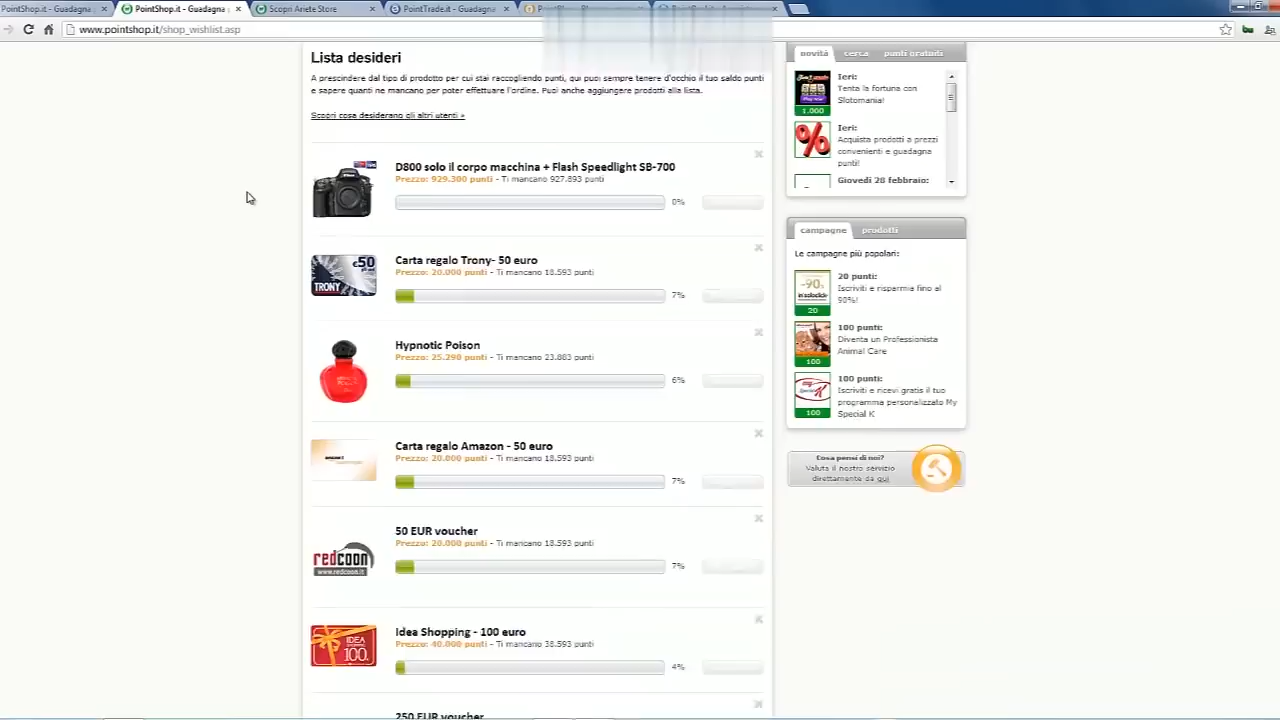 PointShop.it - Guadagna
PointShop.it - Guadagna
Scopri Ariete Store
PointTrade.it - Guadagna
www.pointshop.it/shop_wishlist.asp
Lista desideri
A prescindere dal tipo di prodotto per cui stai raccogliendo punti, qui puoi sempre tenere d'occhio il tuo saldo punti
e sapere quanti ne mancano per poter effettuare l'ordine. Puoi anche aggiungere prodotti alla lista.
Scopri cosa desiderano gli altri utenti »
D800 solo il corpo macchina + Flash Speedlight SB-700
Prezzo: 929.300 punti - Ti mancano 927.893 punti
0%
Carta regalo Trony- 50 euro
Prezzo: 20.000 punti - Ti mancano 18.593 punti
7%
€50
TRONY
Hypnotic Poison
Prezzo: 25.290 punti - Ti mancano 23.883 punti
6%
Carta regalo Amazon - 50 euro
Prezzo: 20.000 punti - Ti mancano 18.593 punti
7%
50 EUR voucher
Prezzo: 20.000 punti - Ti mancano 18.593 punti
7%
redcoon
www.redcoon.it
Idea Shopping - 100 euro
Prezzo: 40.000 punti - Ti mancano 38.593 punti
4%
IDEA
100
250 EUR voucher
novità cerca punti gratuiti
Ieri:
Tenta la fortuna con
Slotomania!
1.000
Ieri:
Acquista prodotti a prezzi
convenienti e guadagna
punti!
Giovedì 28 febbraio:
campagne prodotti
Le campagne più popolari:
20 punti:
Iscriviti e risparmia fino al
90%!
20
100 punti:
Diventa un Professionista
Animal Care
100
100 punti:
Iscriviti e ricevi gratis il tuo
programma personalizzato My
Special K
100
Cosa pensi di noi?
Valuta il nostro servizio
direttamente da qui